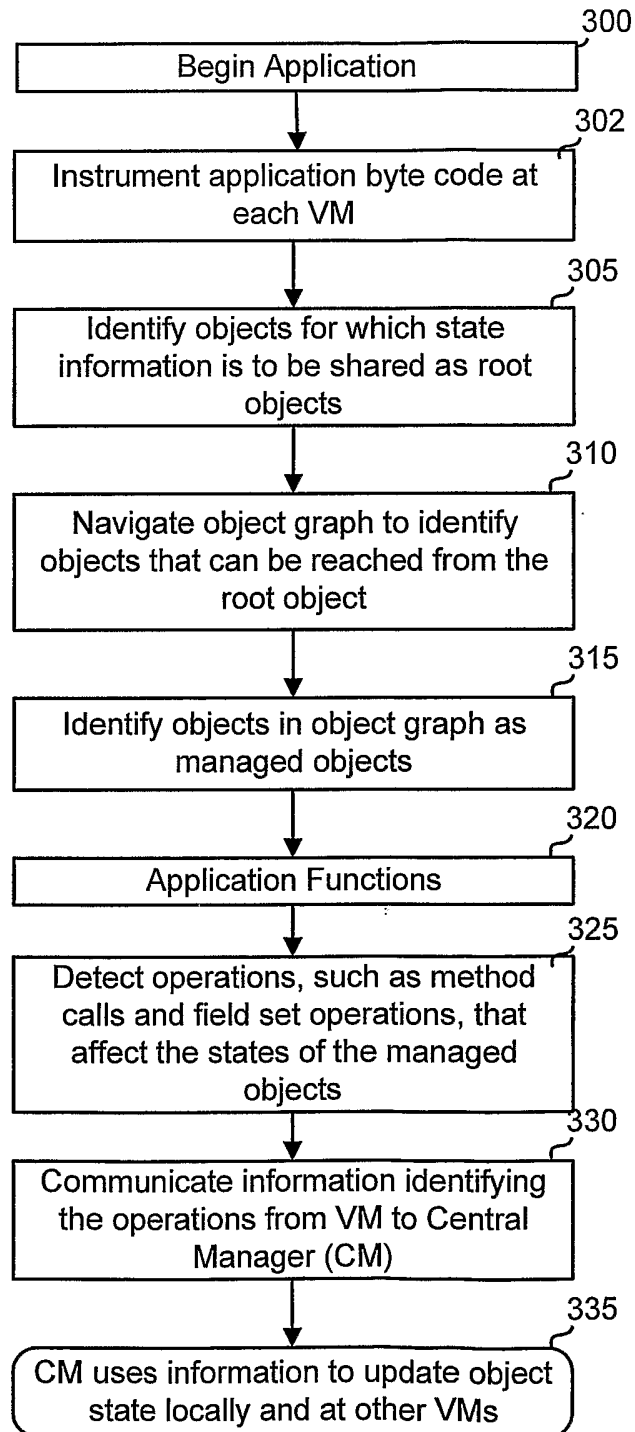 300
Begin Application
302
Instrument application byte code at
each VM
305
Identify objects for which state
information is to be shared as root
objects
310
Navigate object graph to identify
objects that can be reached from the
root object
315
Identify objects in object graph as
managed objects
320
Application Functions
325
Detect operations, such as method
calls and field set operations, that
affect the states of the managed
objects
330
Communicate information identifying
the operations from VM to Central
Manager (CM)
335
CM uses information to update object
state locally and at other VMs